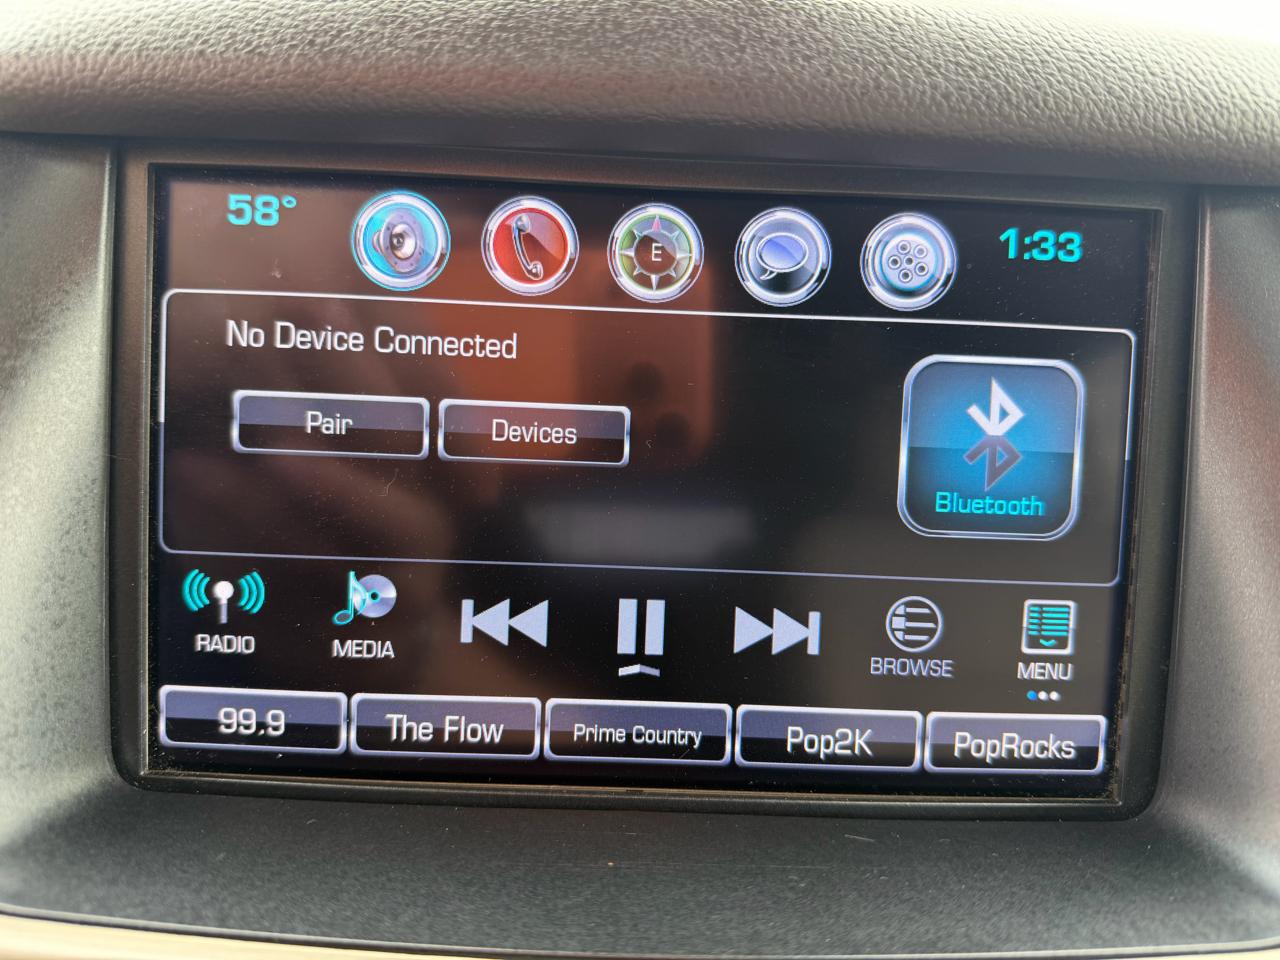 58°
E
1:33
No Device Connected
Pair
Devices
Bluetooth
RADIO
MEDIA
BROWSE
MENU
99.9
The Flow
Prime Country
Pop2K
PopRocks